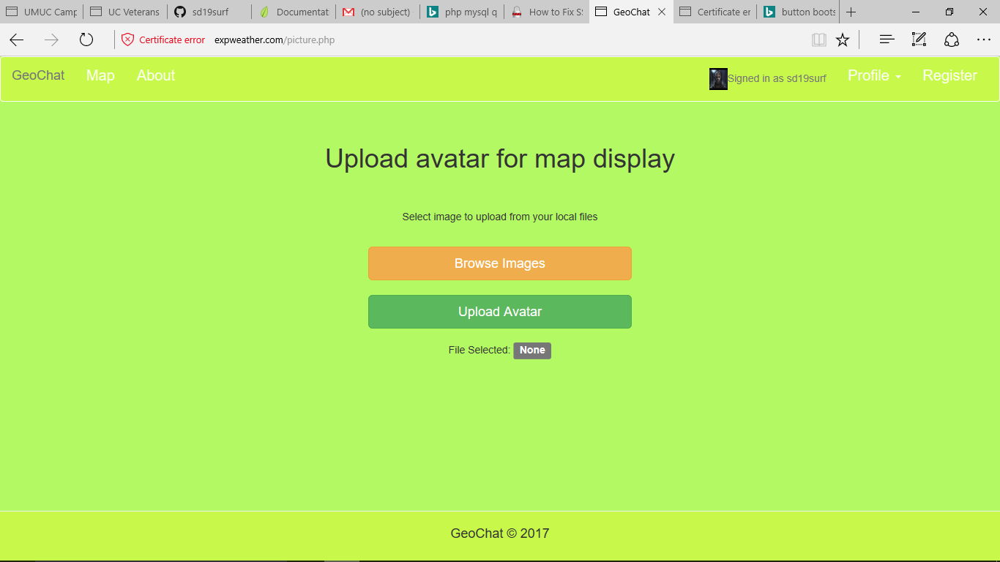 UMUC Camp UC Veterans sd19surf Documentat (no subject) php mysql q How to Fix SS GeoChat Certificate er button boots
Certificate error expweather.com/picture.php
GeoChat Map About Signed in as sd19surf Profile Register
Upload avatar for map display
Select image to upload from your local files
Browse Images
Upload Avatar
File Selected: None
GeoChat © 2017